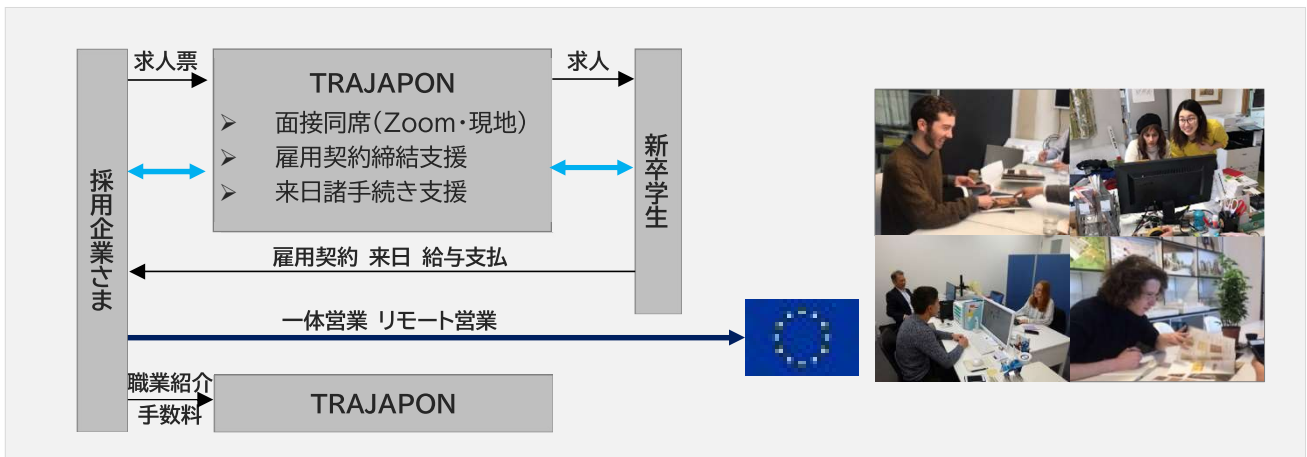 求人票
求人
TRAJAPON
➢ 面接同席(Zoom・現地)
➢ 雇用契約締結支援
➢ 来日諸手続き支援
採用企業さま
新卒学生
雇用契約 来日 給与支払
一体営業 リモート営業
職業紹介
手数料
TRAJAPON